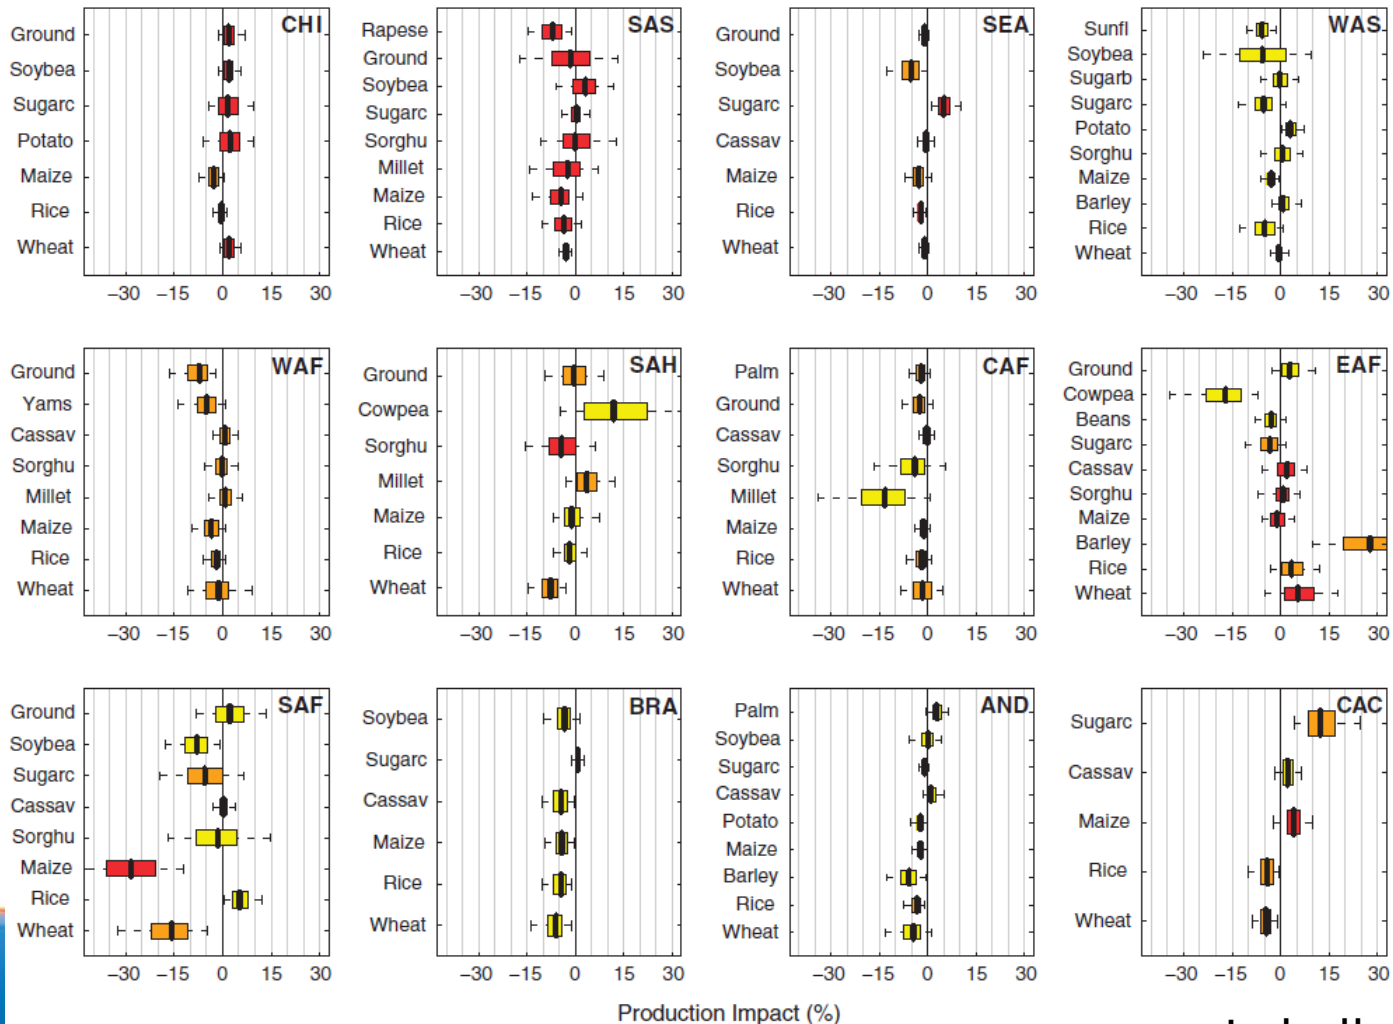 CHI
Ground
Soybea
Sugarc
Potato
Maize
Rice
Wheat
−30 −15 0 15 30
SAS
Rapese
Ground
Soybea
Sugarc
Sorghu
Millet
Maize
Rice
Wheat
−30 −15 0 15 30
SEA
Ground
Soybea
Sugarc
Cassav
Maize
Rice
Wheat
−30 −15 0 15 30
WAS
Sunfl
Soybea
Sugarb
Sugarc
Potato
Sorghu
Maize
Barley
Rice
Wheat
−30 −15 0 15 30
WAF
Ground
Yams
Cassav
Sorghu
Millet
Maize
Rice
Wheat
−30 −15 0 15 30
SAH
Ground
Cowpea
Sorghu
Millet
Maize
Rice
Wheat
−30 −15 0 15 30
CAF
Palm
Ground
Cassav
Sorghu
Millet
Maize
Rice
Wheat
−30 −15 0 15 30
EAF
Ground
Cowpea
Beans
Sugarc
Cassav
Sorghu
Maize
Barley
Rice
Wheat
−30 −15 0 15 30
SAF
Ground
Soybea
Sugarc
Cassav
Sorghu
Maize
Rice
Wheat
−30 −15 0 15 30
BRA
Soybea
Sugarc
Cassav
Maize
Rice
Wheat
−30 −15 0 15 30
AND
Palm
Soybea
Sugarc
Cassav
Potato
Maize
Barley
Rice
Wheat
−30 −15 0 15 30
CAC
Sugarc
Cassav
Maize
Rice
Wheat
−30 −15 0 15 30
Production Impact (%)